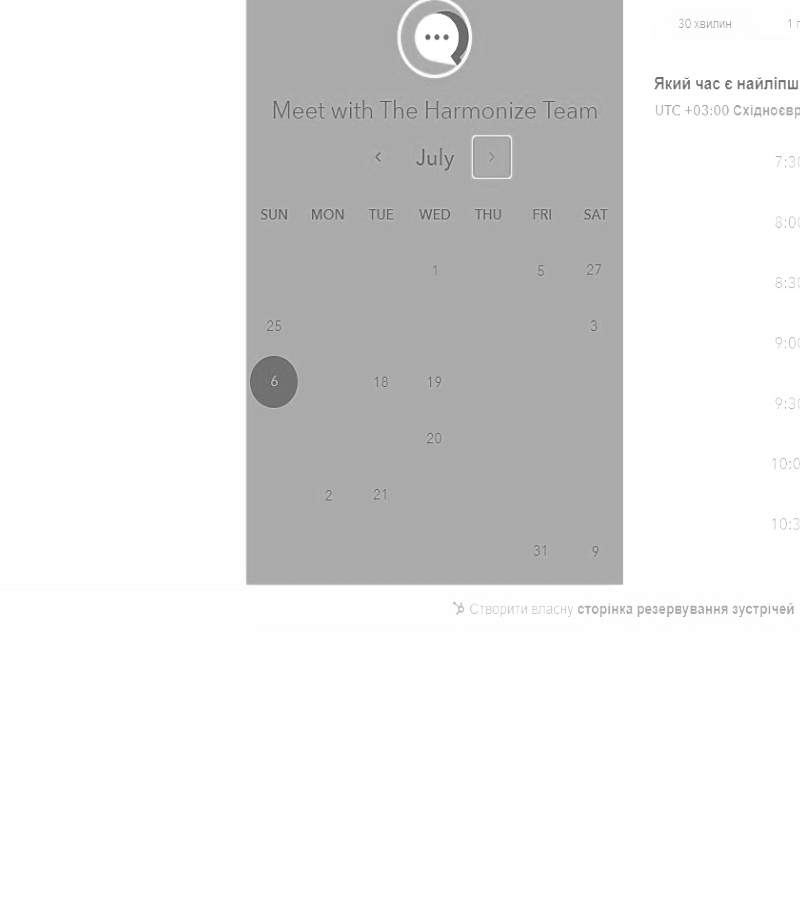 Meet with The Harmonize Team
July
SUN MON TUE WED THU FRI SAT
1 5 27
25 3
6 18 19
20
2 21
31 9
30 хвилин 1 г
Який час є найліпш
UTC +03:00 Східноєвр
7:30
8:00
8:30
9:00
9:30
10:0
10:3
Створити власну сторінка резервування зустрічей